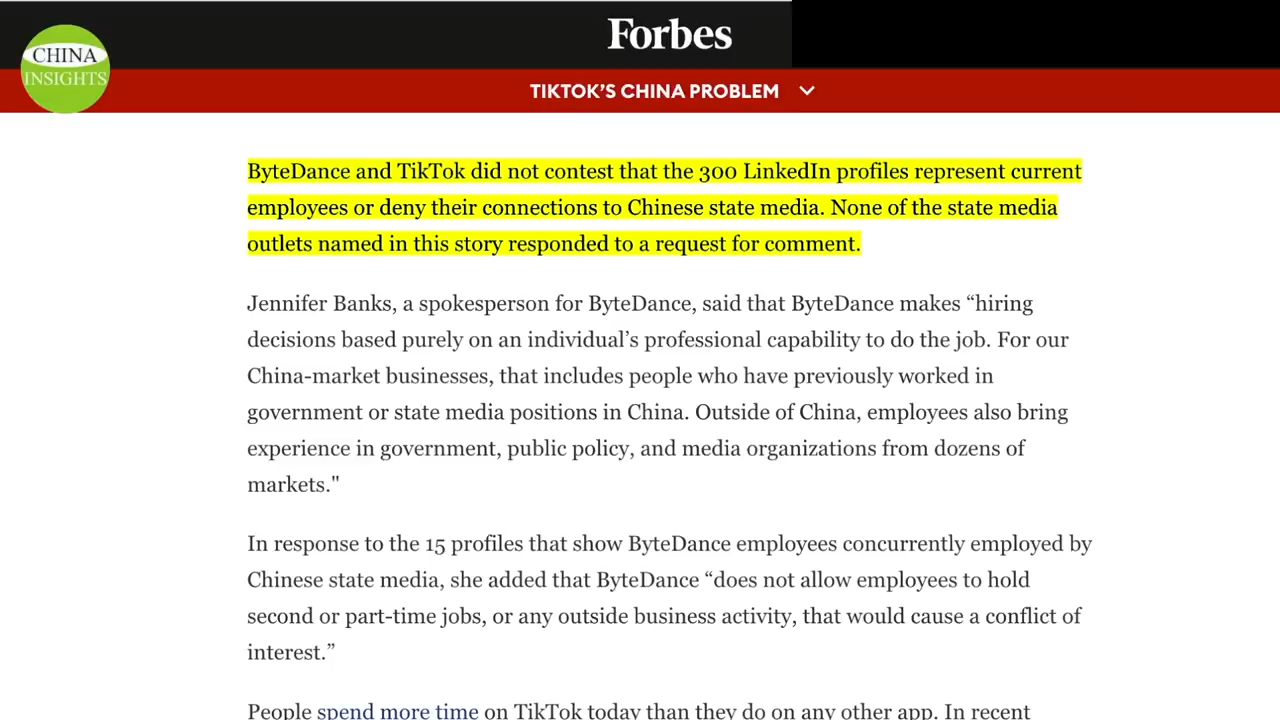 Forbes
CHINA
INSIGHTS
TIKTOK'S CHINA PROBLEM
ByteDance and TikTok did not contest that the 300 LinkedIn profiles represent current
employees or deny their connections to Chinese state media. None of the state media
outlets named in this story responded to a request for comment.
Jennifer Banks, a spokesperson for ByteDance, said that ByteDance makes “hiring
decisions based purely on an individual’s professional capability to do the job. For our
China-market businesses, that includes people who have previously worked in
government or state media positions in China. Outside of China, employees also bring
experience in government, public policy, and media organizations from dozens of
markets."
In response to the 15 profiles that show ByteDance employees concurrently employed by
Chinese state media, she added that ByteDance “does not allow employees to hold
second or part-time jobs, or any outside business activity, that would cause a conflict of
interest.”
People spend more time on TikTok today than they do on any other app. In recent